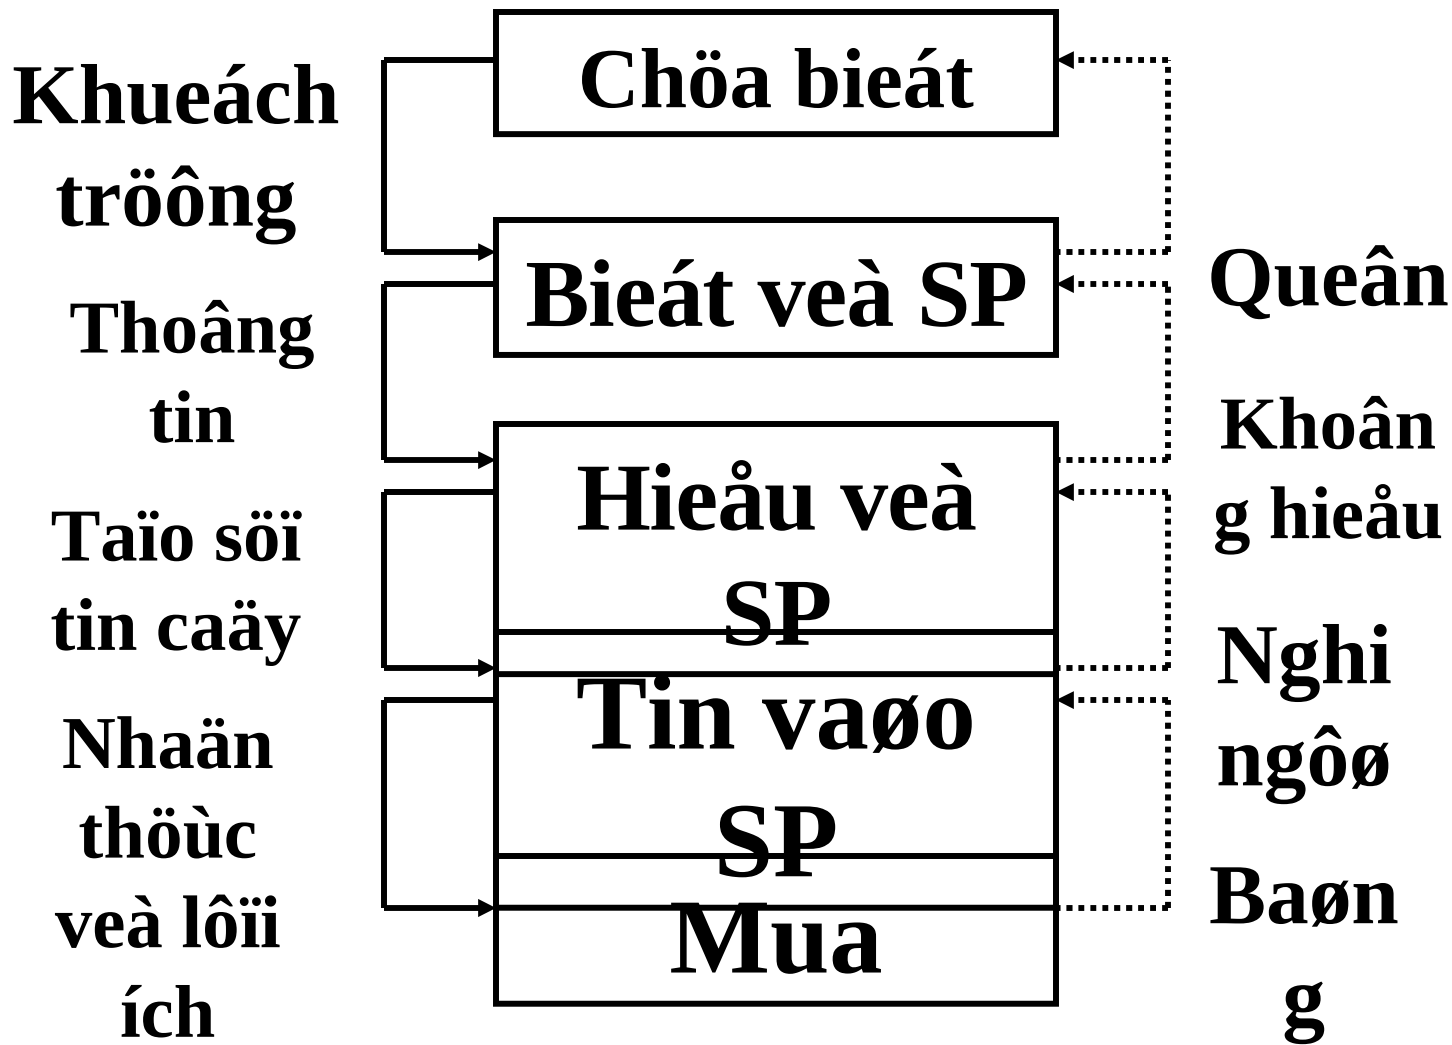 Chöa bieát
Khueách
tröông
Bieát veà SP
Queân
Thoâng
tin
Khoân
g hieåu
Hieåu veà
SP
Taïo söï
tin caäy
Nghi
ngôø
Tin vaøo
SP
Nhaän
thöùc
veà lôïi
ích
Baøn
g
Mua